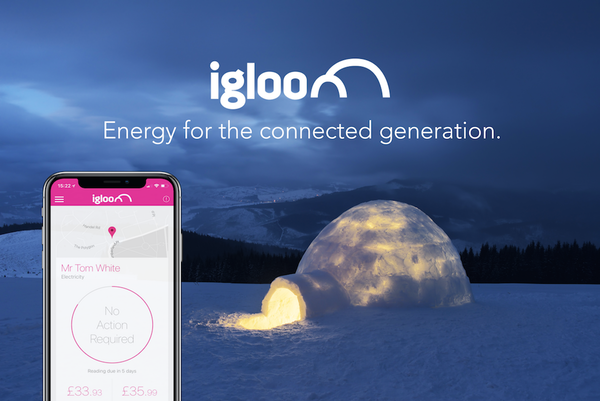 igloo
Energy for the connected generation.
15:22
igloo
Mr Tom White
Electricity
No
Action
Required
Reading due in 5 days
£33.93 £35.99